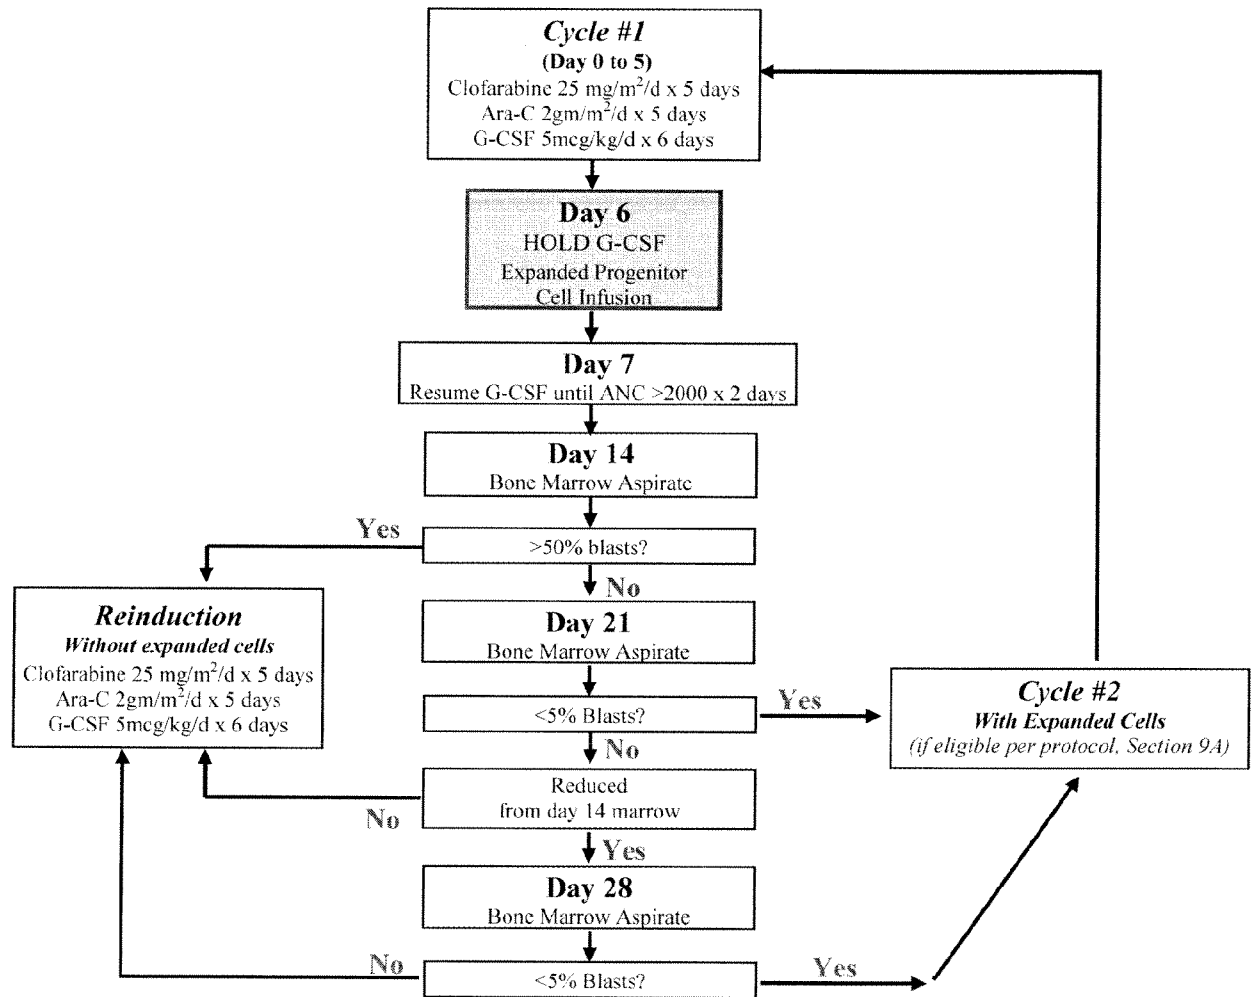 Cycle #1
(Day 0 to 5)
Clofarabine 25 mg/m²/d x 5 days
Ara-C 2gm/m²/d x 5 days
G-CSF 5mcg/kg/d x 6 days
Day 6
HOLD G-CSF
Expanded Progenitor
Cell Infusion
Day 7
Resume G-CSF until ANC >2000 x 2 days
Day 14
Bone Marrow Aspirate
Yes
>50% blasts?
No
Reinduction
Without expanded cells
Clofarabine 25 mg/m²/d x 5 days
Ara-C 2gm/m²/d x 5 days
G-CSF 5mcg/kg/d x 6 days
Day 21
Bone Marrow Aspirate
<5% Blasts?
Yes
Cycle #2
With Expanded Cells
(if eligible per protocol, Section 9A)
No
Reduced
from day 14 marrow
No
Yes
Day 28
Bone Marrow Aspirate
No
<5% Blasts?
Yes